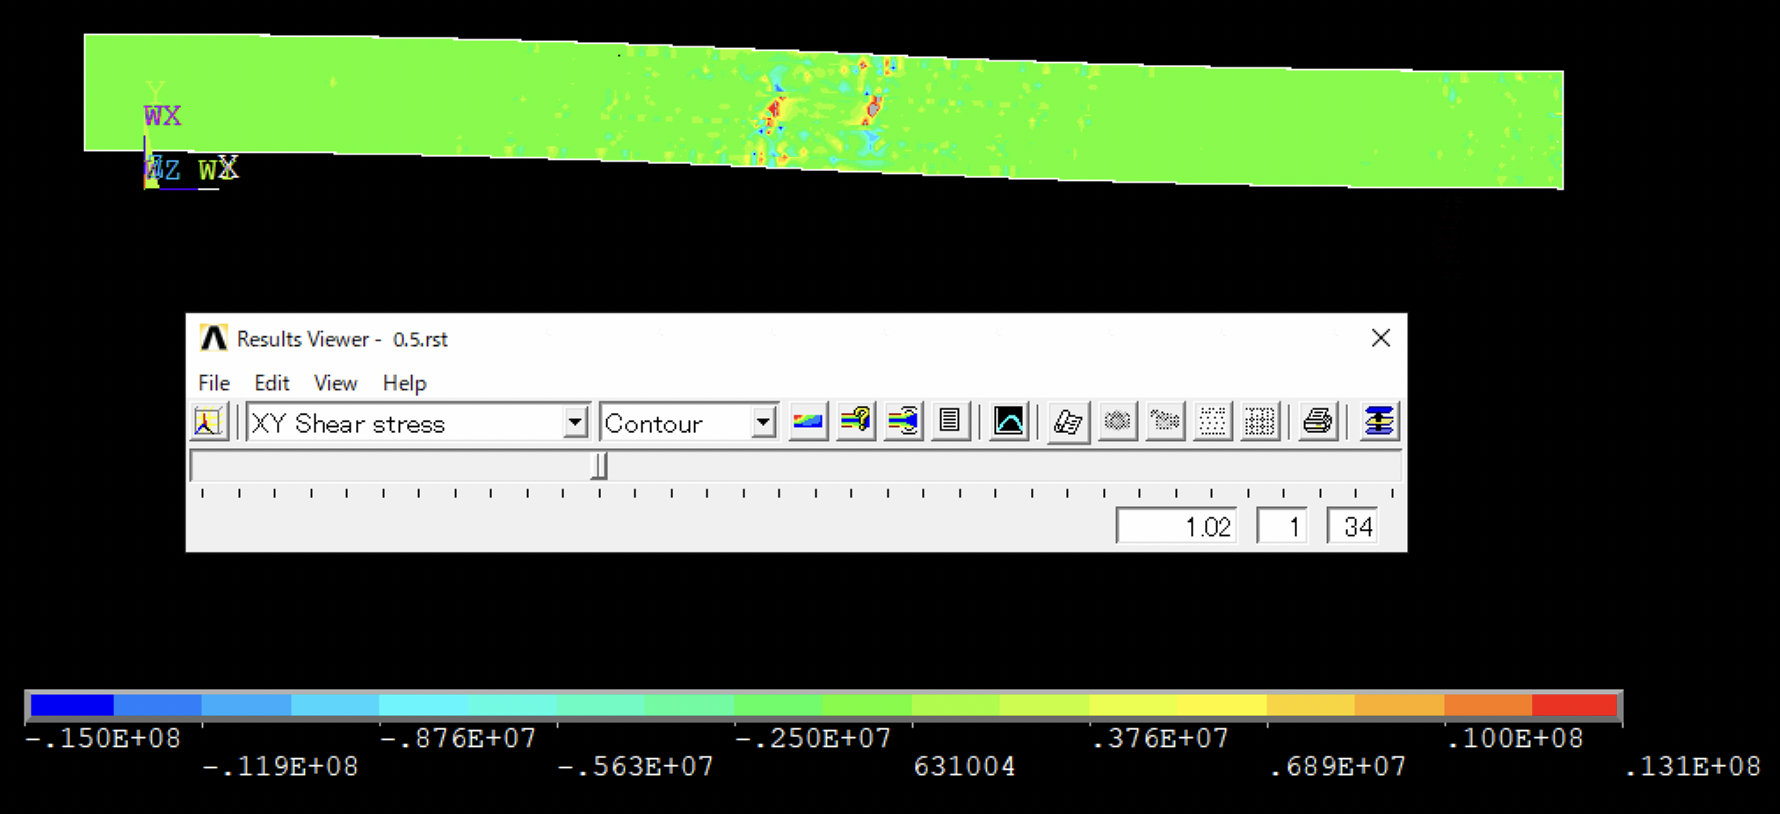 Y
WX
WZ WX
Results Viewer - 0.5.rst
File Edit View Help
XY Shear stress Contour
1.02 1 34
-.150E+08 -.876E+07 -.250E+07 .376E+07 .100E+08
-.119E+08 -.563E+07 631004 .689E+07 .131E+08